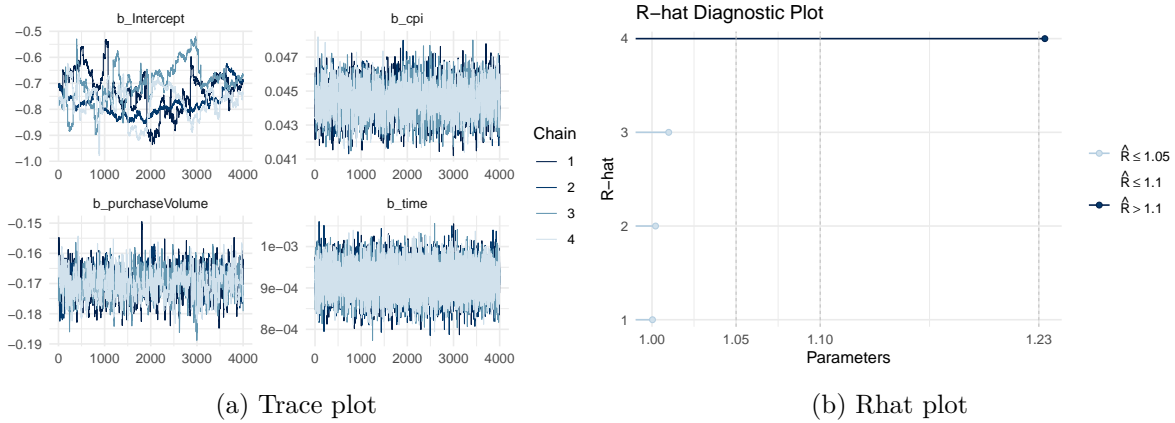 b_Intercept
−0.5
−0.6
−0.7
−0.8
−0.9
−1.0
0 1000 2000 3000 4000
b_cpi
0.047
0.045
0.043
0.041
0 1000 2000 3000 4000
b_purchaseVolume
−0.15
−0.16
−0.17
−0.18
−0.19
0 1000 2000 3000 4000
b_time
1e−03
9e−04
8e−04
0 1000 2000 3000 4000
Chain
1
2
3
4
(a) Trace plot
R−hat Diagnostic Plot
R−hat
4
3
2
1
1.00 1.05 1.10 1.23
Parameters
R̂ ≤ 1.05
R̂ ≤ 1.1
R̂ > 1.1
(b) Rhat plot